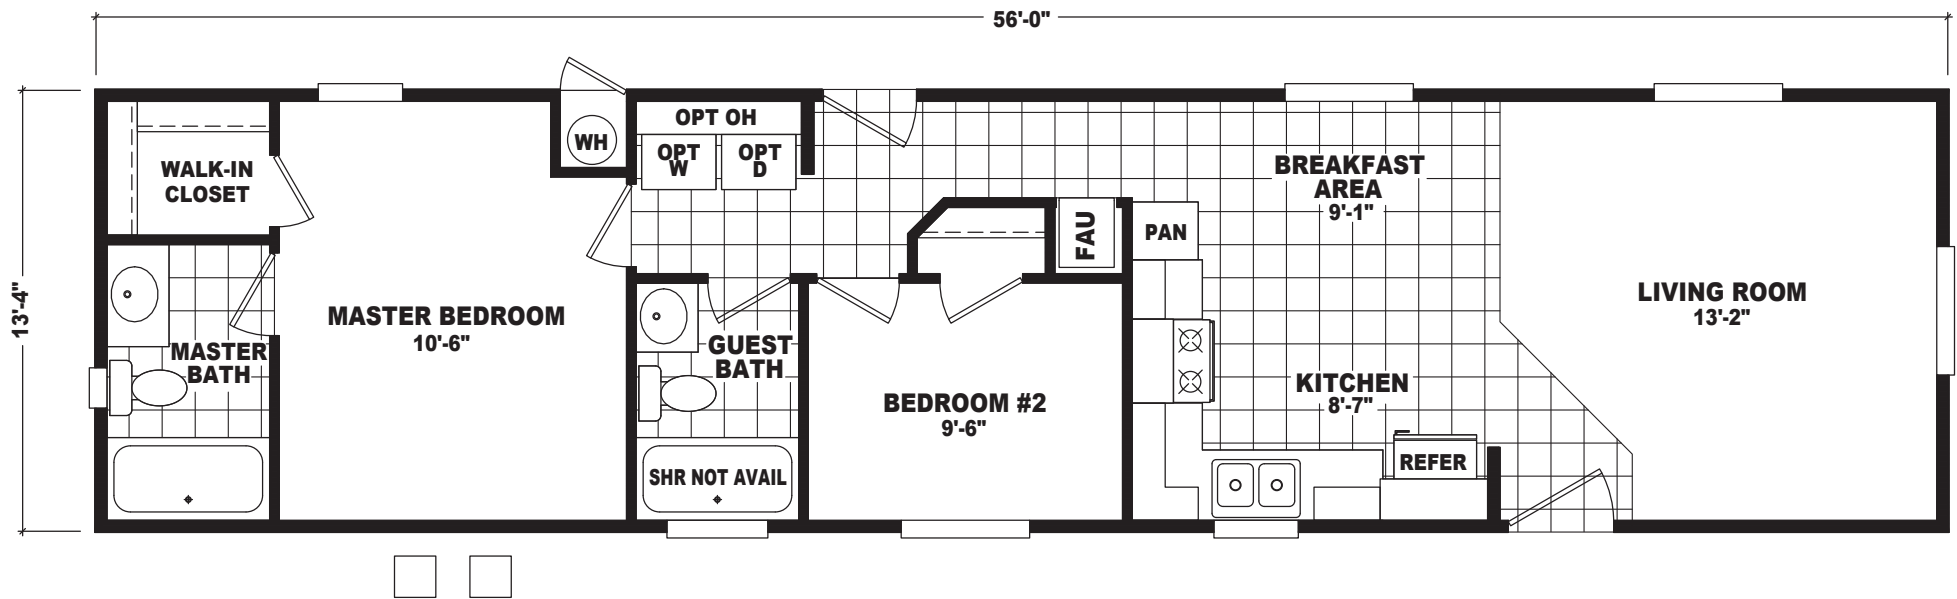 56'-0"
13'-4"
WALK-IN
CLOSET
MASTER
BATH
MASTER BEDROOM
10'-6"
WH
OPT OH
OPT
W
OPT
D
GUEST
BATH
SHR NOT AVAIL
BEDROOM #2
9'-6"
FAU
PAN
BREAKFAST
AREA
9'-1"
KITCHEN
8'-7"
REFER
LIVING ROOM
13'-2"